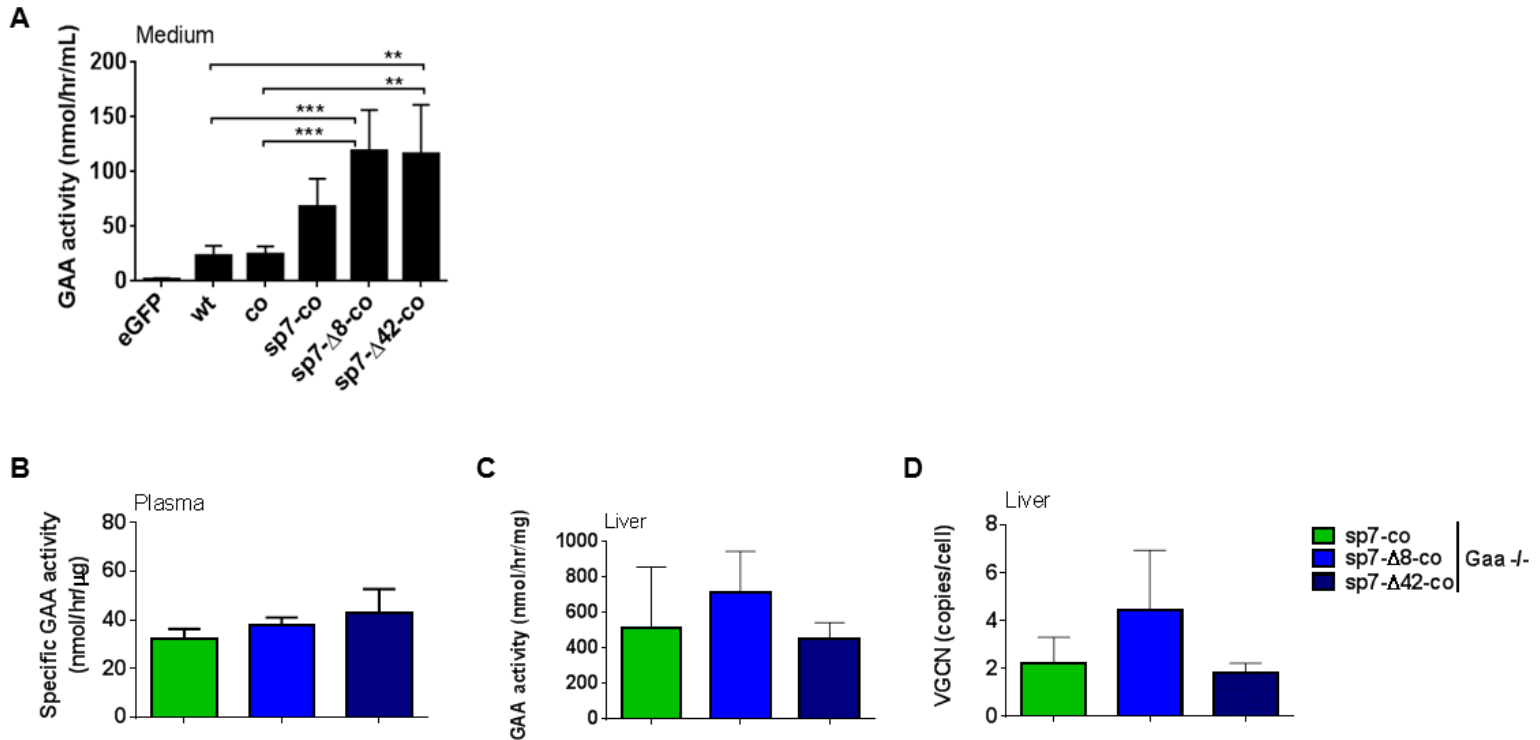 A
Medium
GAA activity (nmol/hr/mL)
200
150
100
50
0
**
**
***
***
eGFP
wt
co
sp7-co
sp7-Δ8-co
sp7-Δ42-co
B
Plasma
Specific GAA activity
(nmol/hr/µg)
80
60
40
20
0
C
Liver
GAA activity (nmol/hr/mg)
1000
800
600
400
200
0
D
Liver
VGCN (copies/cell)
8
6
4
2
0
sp7-co
sp7-Δ8-co
sp7-Δ42-co
Gaa -/-